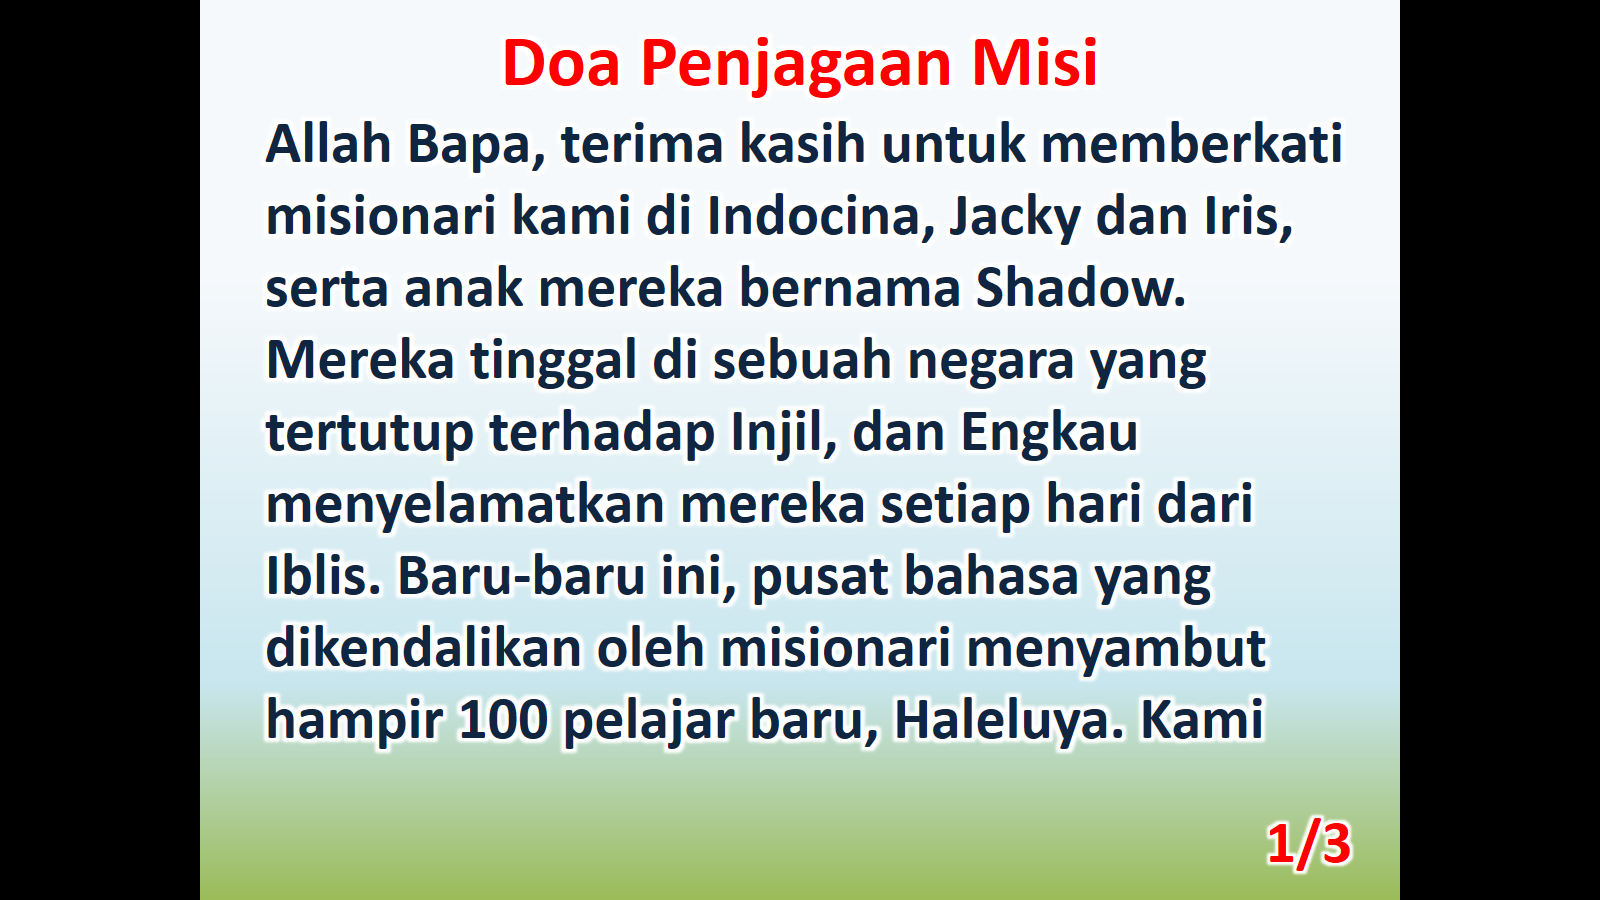 Doa Penjagaan Misi
Allah Bapa, terima kasih untuk memberkati
misionari kami di Indocina, Jacky dan Iris,
serta anak mereka bernama Shadow.
Mereka tinggal di sebuah negara yang
tertutup terhadap Injil, dan Engkau
menyelamatkan mereka setiap hari dari
Iblis. Baru-baru ini, pusat bahasa yang
dikendalikan oleh misionari menyambut
hampir 100 pelajar baru, Haleluya. Kami
1/3